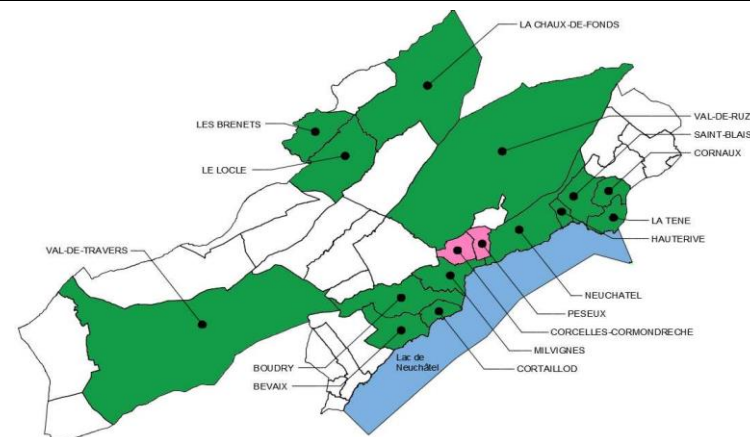 LA CHAUX-DE-FONDS
LES BRENETS
VAL-DE-RUZ
SAINT-BLAIS
LE LOCLE
CORNAUX
LA TENE
VAL-DE-TRAVERS
HAUTERIVE
NEUCHATEL
PESEUX
CORCELLES-CORMONDRECHE
MILVIGNES
BOUDRY
Lac de
Neuchâtel
CORTAILLOD
BEVAIX